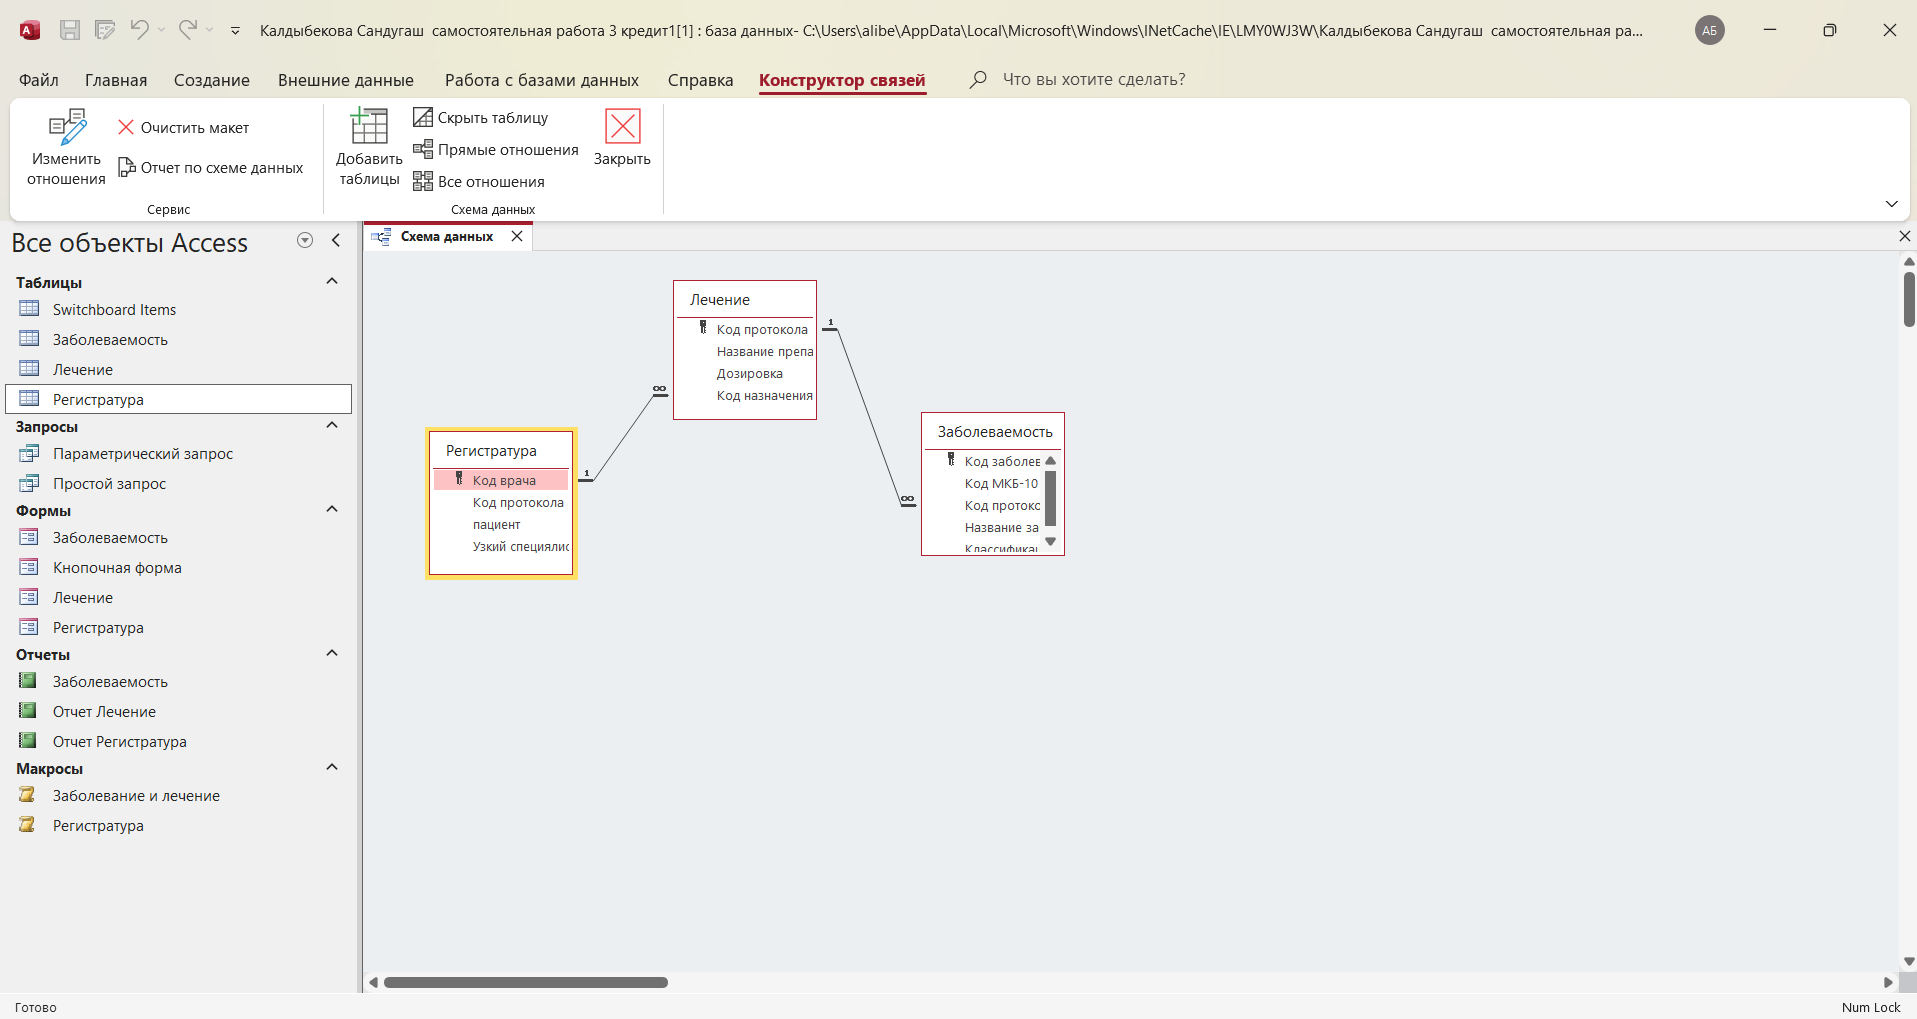 Калдыбекова Сандугаш самостоятельная работа 3 кредит1[1] : база данных- C:\Users\alibe\AppData\Local\Microsoft\Windows\INetCache\IE\LMY0WJ3W\Калдыбекова Сандугаш самостоятельная ра...
АБ
Файл Главная Создание Внешние данные Работа с базами данных Справка Конструктор связей Что вы хотите сделать?
Изменить отношения
Очистить макет
Отчет по схеме данных
Сервис
Добавить таблицы
Скрыть таблицу
Прямые отношения
Все отношения
Закрыть
Схема данных
Все объекты Access
Таблицы
Switchboard Items
Заболеваемость
Лечение
Регистратура
Запросы
Параметрический запрос
Простой запрос
Формы
Заболеваемость
Кнопочная форма
Лечение
Регистратура
Отчеты
Заболеваемость
Отчет Лечение
Отчет Регистратура
Макросы
Заболевание и лечение
Регистратура
Схема данных
Лечение
Код протокола
Название препа
Дозировка
Код назначения
1
∞
Регистратура
Код врача
Код протокола
пациент
Узкий специялис
1
∞
Заболеваемость
Код заболев
Код МКБ-10
Код протоко
Название за
Классификац
Готово
Num Lock